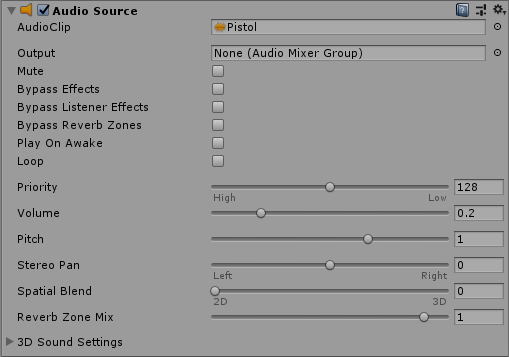 Audio Source
AudioClip Pistol
Output None (Audio Mixer Group)
Mute
Bypass Effects
Bypass Listener Effects
Bypass Reverb Zones
Play On Awake
Loop
Priority 128
High Low
Volume 0.2
Pitch 1
Stereo Pan 0
Left Right
Spatial Blend 0
2D 3D
Reverb Zone Mix 1
3D Sound Settings